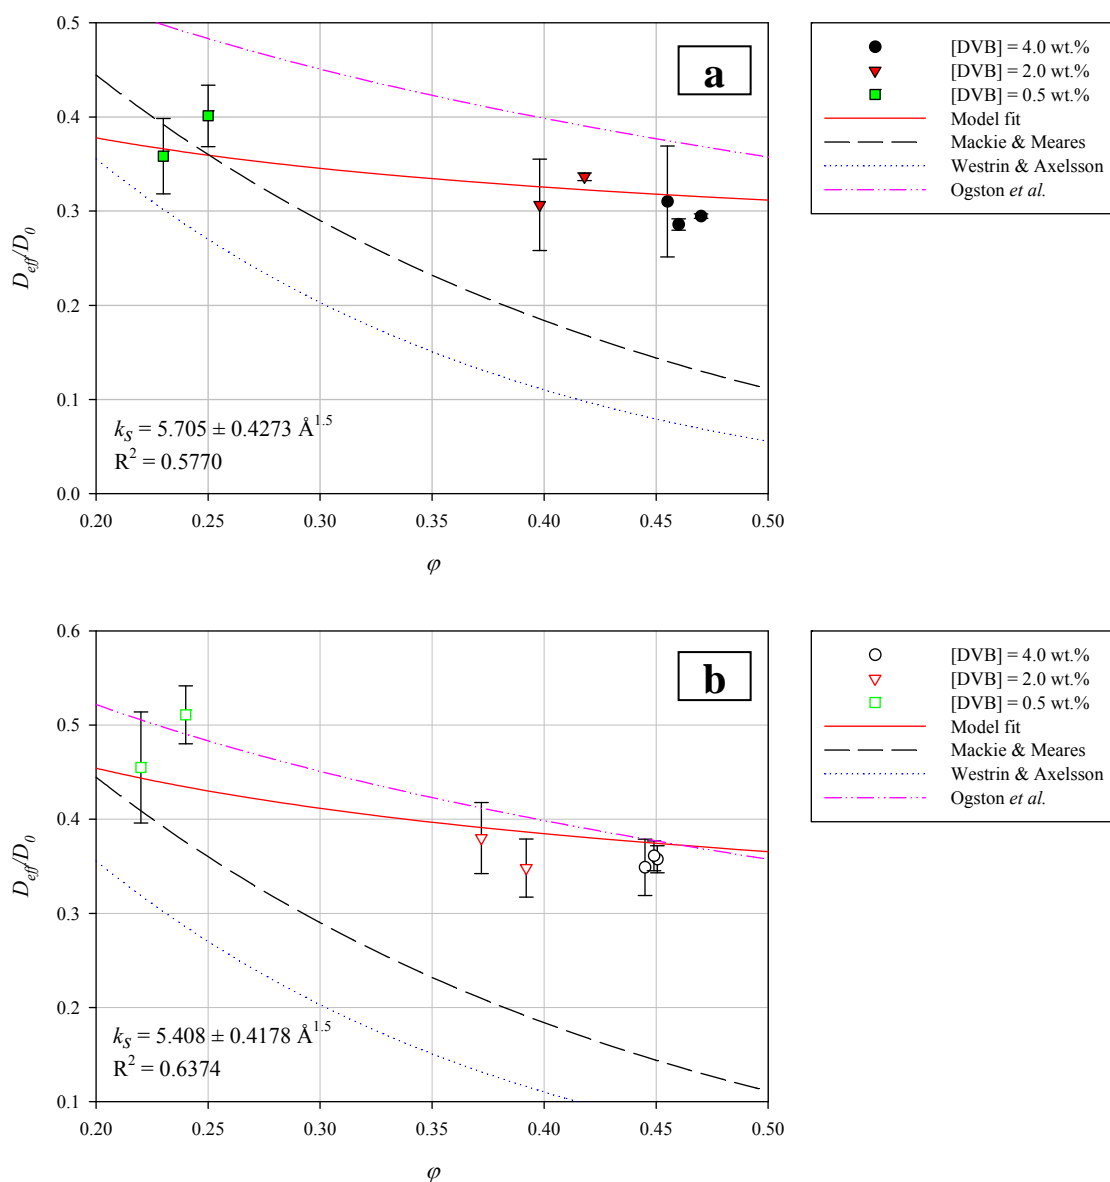 0.5
a
[DVB] = 4.0 wt.%
[DVB] = 2.0 wt.%
[DVB] = 0.5 wt.%
Model fit
Mackie & Meares
Westrin & Axelsson
Ogston et al.
0.4
0.3
D_eff/D_0
0.2
0.1
k_s = 5.705 ± 0.4273 Å^1.5
R^2 = 0.5770
0.0
0.20 0.25 0.30 0.35 0.40 0.45 0.50
φ
0.6
b
[DVB] = 4.0 wt.%
[DVB] = 2.0 wt.%
[DVB] = 0.5 wt.%
Model fit
Mackie & Meares
Westrin & Axelsson
Ogston et al.
0.5
0.4
D_eff/D_0
0.3
0.2
k_s = 5.408 ± 0.4178 Å^1.5
R^2 = 0.6374
0.1
0.20 0.25 0.30 0.35 0.40 0.45 0.50
φ